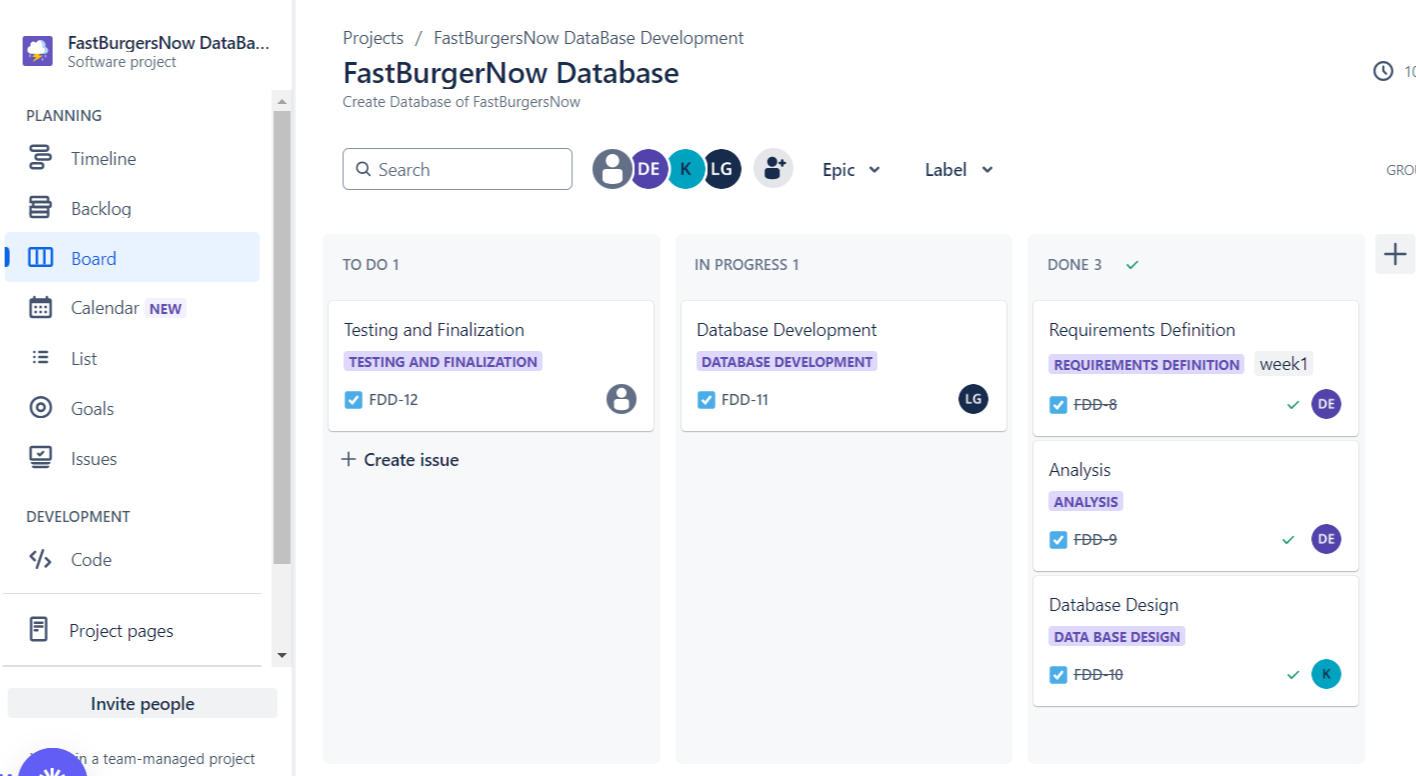 FastBurgersNow DataBa...
Software project
PLANNING
Timeline
Backlog
Board
Calendar NEW
List
Goals
Issues
DEVELOPMENT
Code
Project pages
Invite people
in a team-managed project
Projects / FastBurgersNow DataBase Development
FastBurgerNow Database
Create Database of FastBurgersNow
10
Search
DE K LG
Epic
Label
GROU
TO DO 1
Testing and Finalization
TESTING AND FINALIZATION
FDD-12
+ Create issue
IN PROGRESS 1
Database Development
DATABASE DEVELOPMENT
FDD-11
LG
DONE 3
Requirements Definition
REQUIREMENTS DEFINITION week1
FDD-8
DE
Analysis
ANALYSIS
FDD-9
DE
Database Design
DATA BASE DESIGN
FDD-10
K